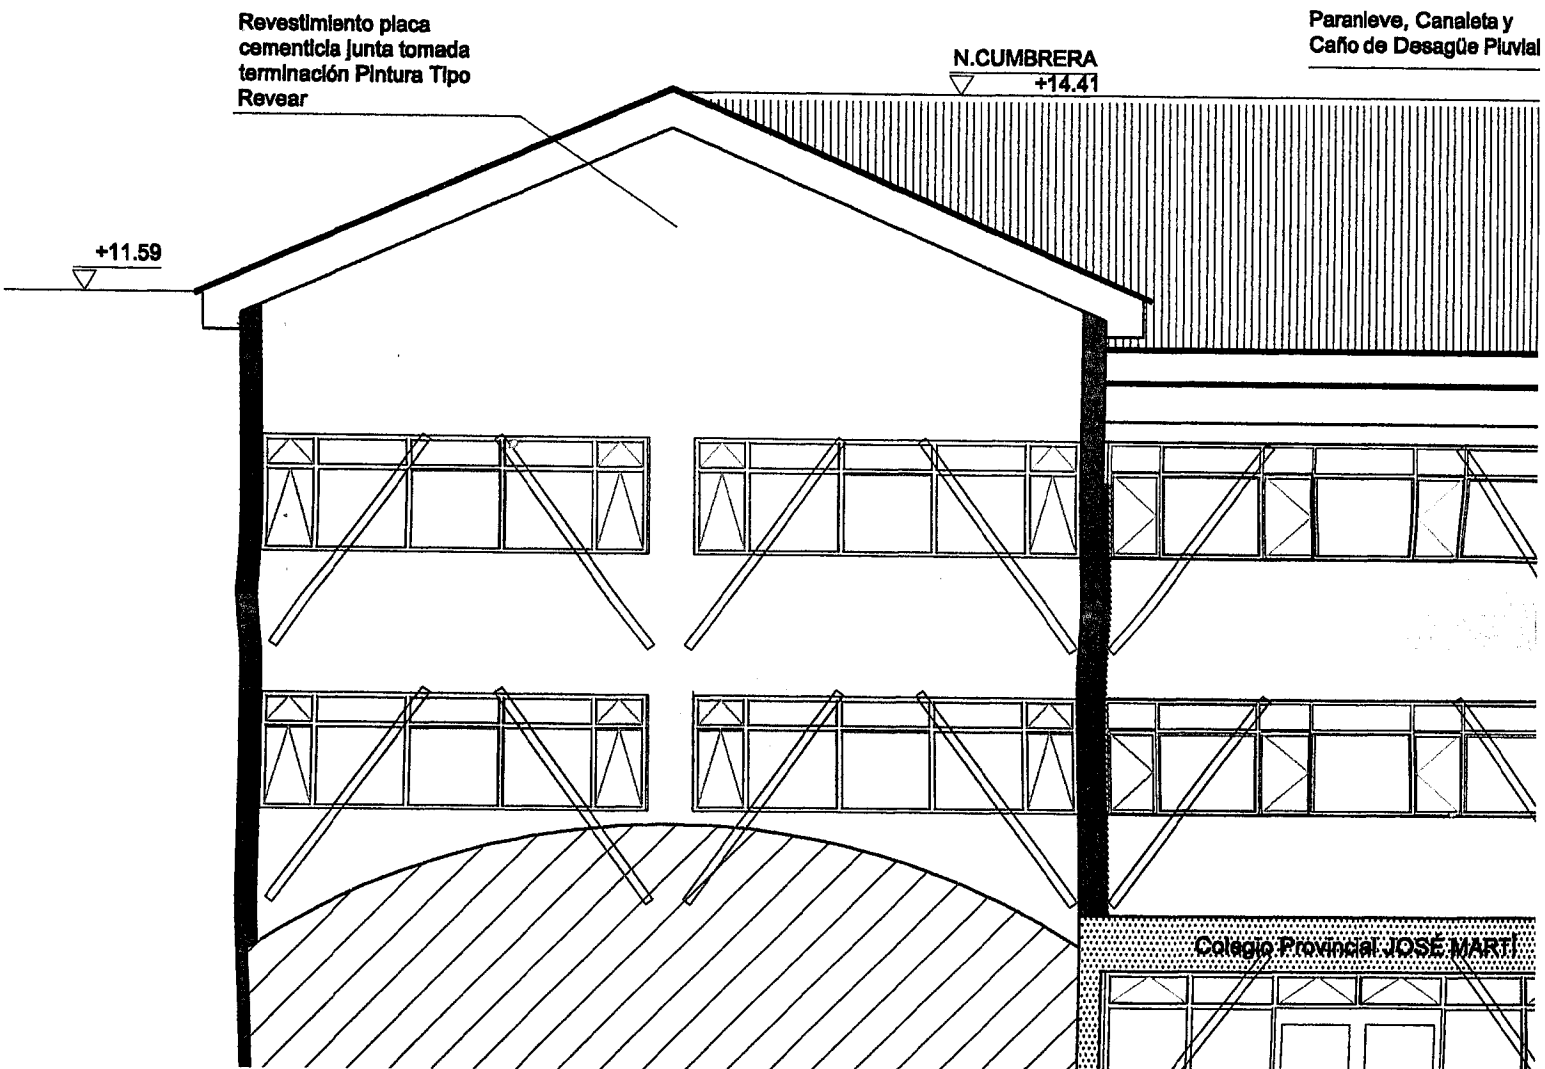 Revestimiento placa
cementicia junta tomada
terminación Pintura Tipo
Revear
N.CUMBRERA
+14.41
Paranieve, Canaleta y
Caño de Desagüe Pluvial
+11.59
Colegio Provincial JOSÉ MARTÍ